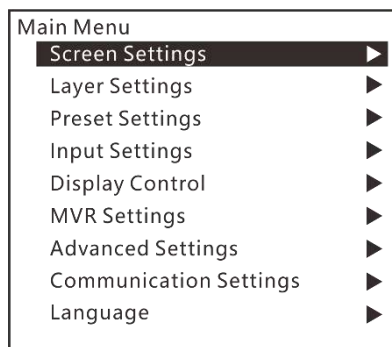 Main Menu
Screen Settings
Layer Settings
Preset Settings
Input Settings
Display Control
MVR Settings
Advanced Settings
Communication Settings
Language